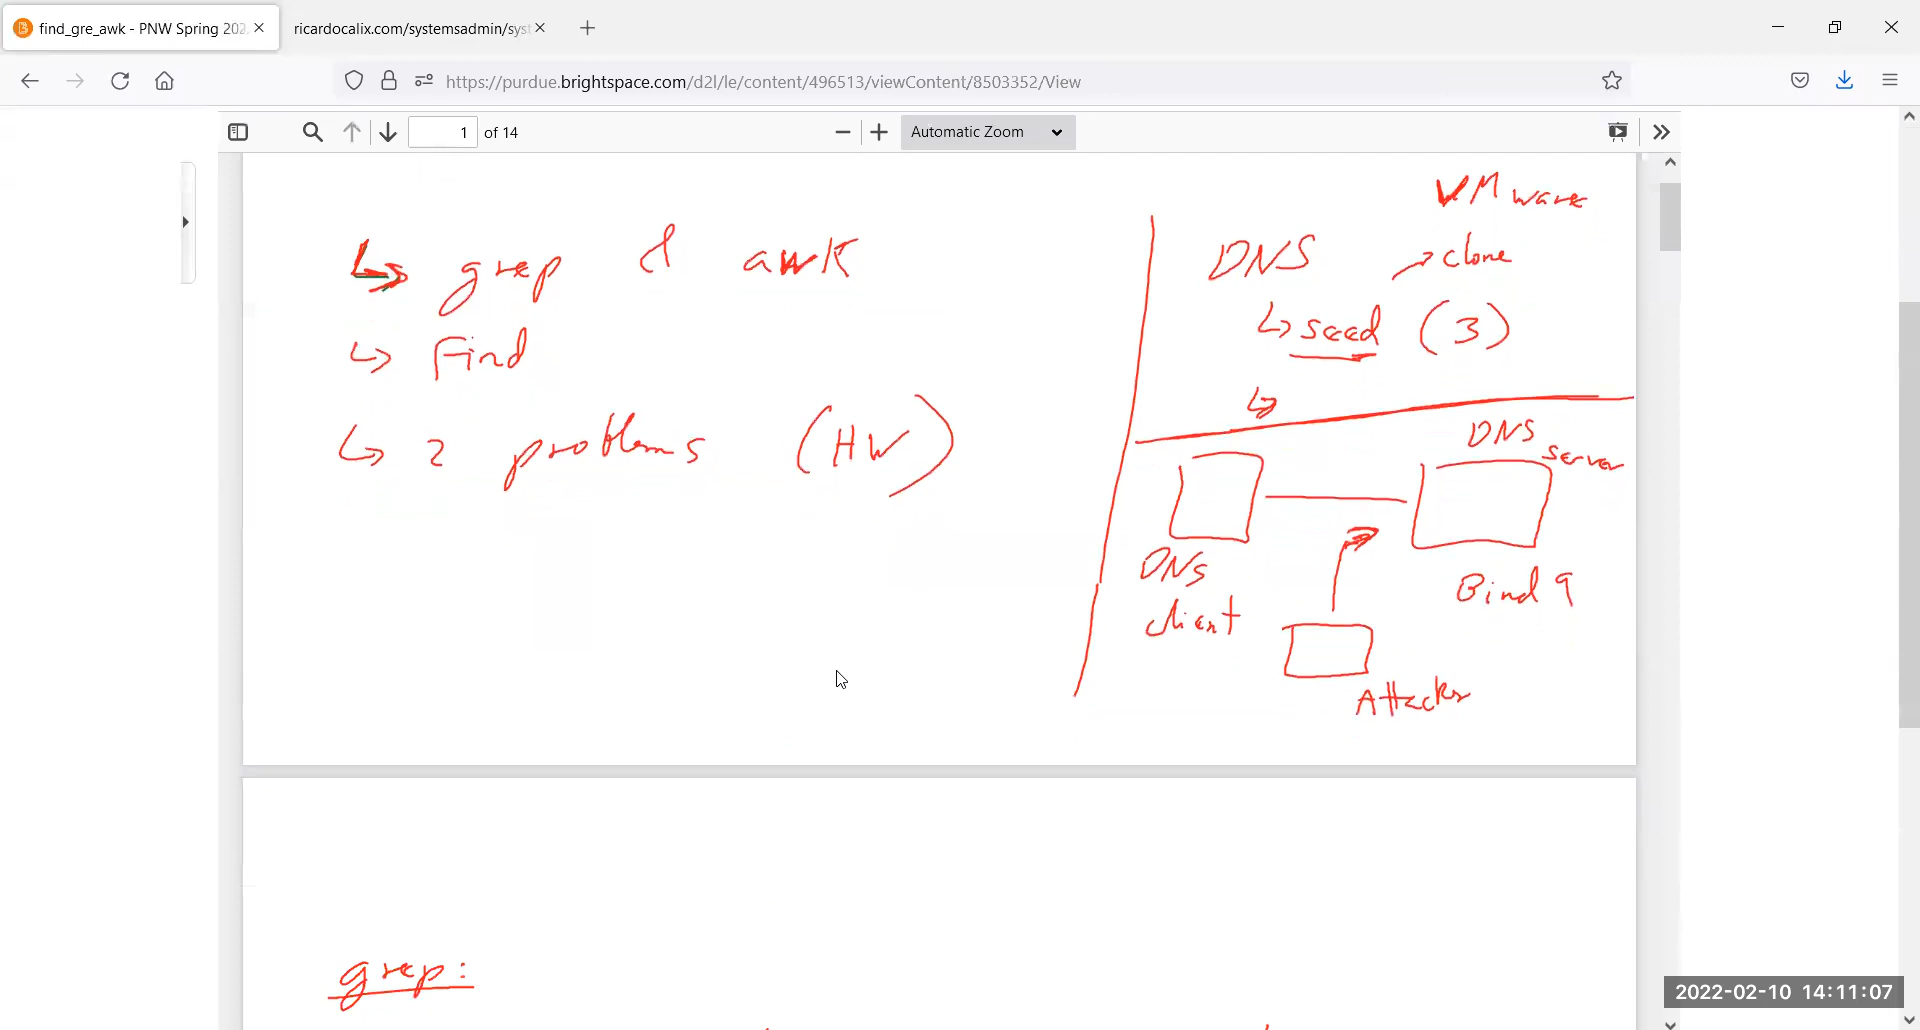 find_gre_awk - PNW Spring 202
ricardocalix.com/systemsadmin/sys
https://purdue.brightspace.com/d2l/le/content/496513/viewContent/8503352/View
1 of 14
Automatic Zoom
grep & awk
Find
2 problems (HW)
VMware
DNS
clone
seed (3)
DNS
server
DNS
client
Bind 9
Attacker
grep:
2022-02-10 14:11:07